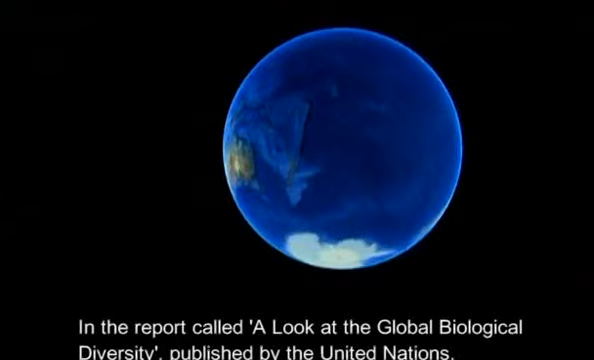 In the report called 'A Look at the Global Biological
Diversity', published by the United Nations,